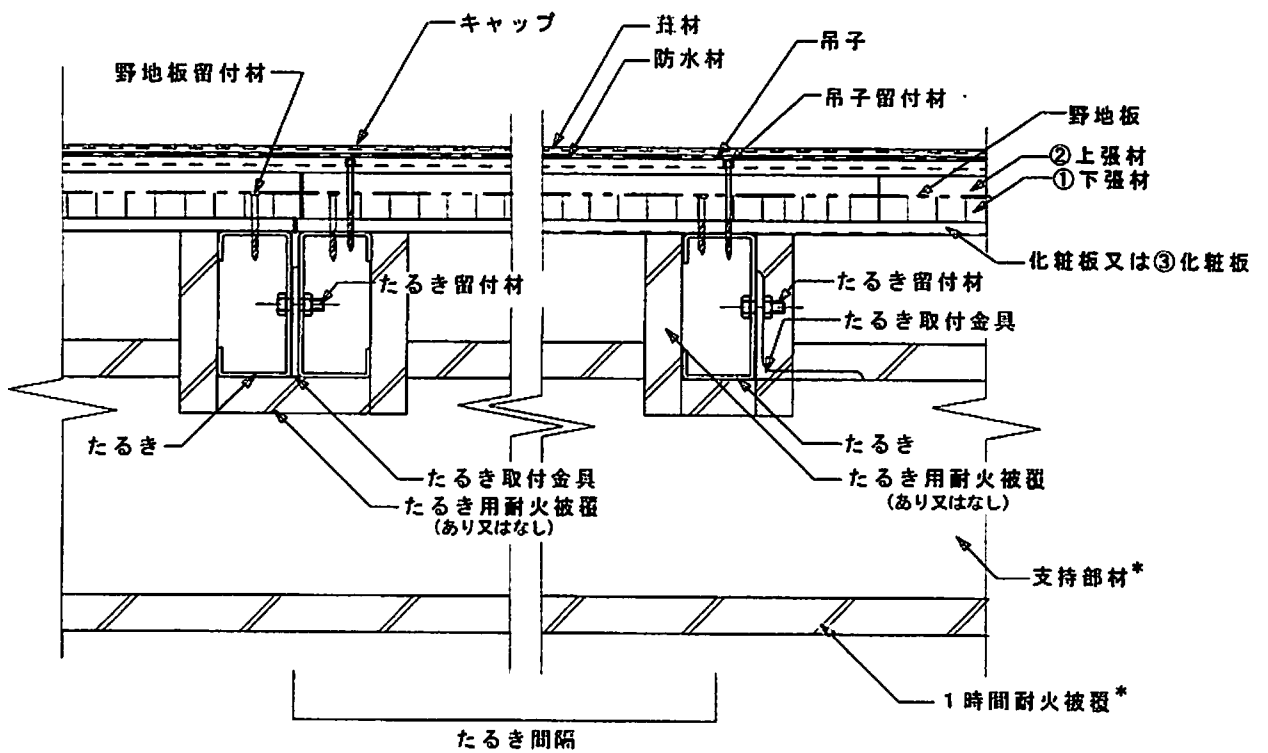 キャップ
葺材
吊子
防水材
野地板留付材
吊子留付材
野地板
②上張材
①下張材
化粧板又は③化粧板
たるき留付材
たるき留付材
たるき取付金具
たるき
たるき
たるき取付金具
たるき用耐火被覆
(あり又はなし)
たるき用耐火被覆
(あり又はなし)
支持部材*
1時間耐火被覆*
たるき間隔